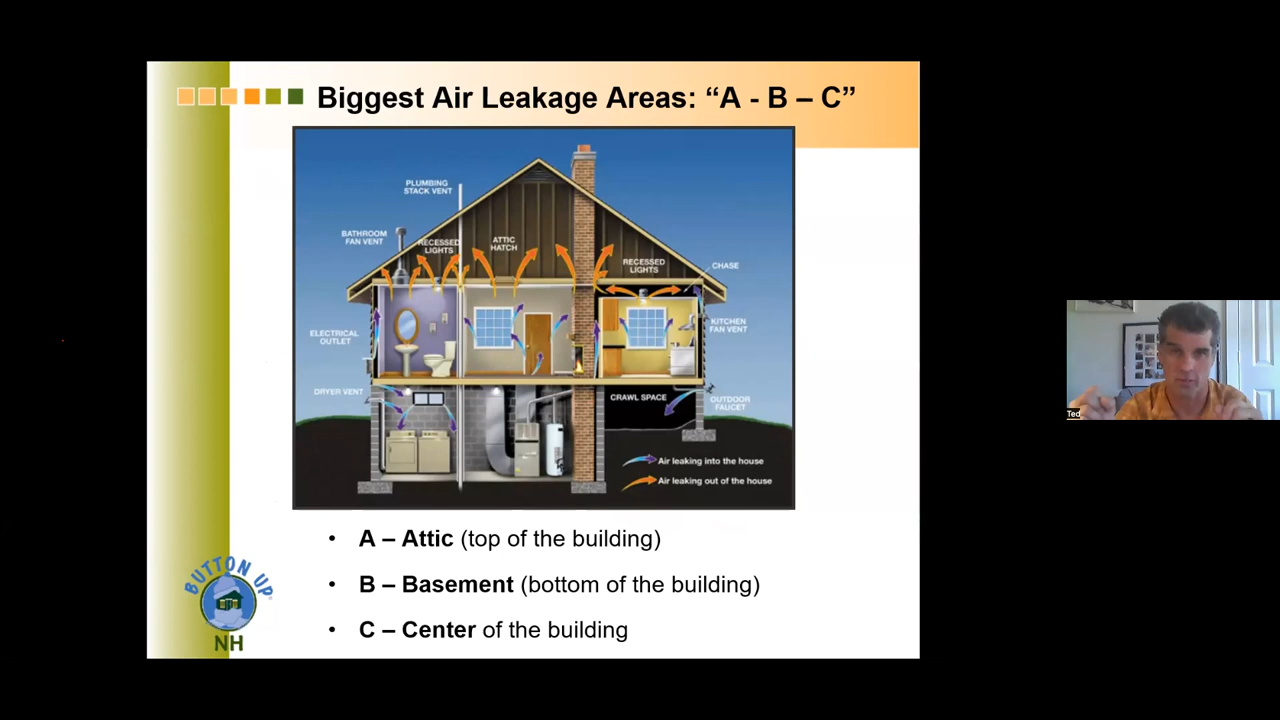 Biggest Air Leakage Areas: “A - B – C”
PLUMBING
STACK VENT
BATHROOM
FAN VENT
RECESSED
LIGHTS
ATTIC
HATCH
RECESSED
LIGHTS
CHASE
ELECTRICAL
OUTLET
KITCHEN
FAN VENT
DRYER VENT
CRAWL SPACE
OUTDOOR
FAUCET
Air leaking into the house
Air leaking out of the house
• A – Attic (top of the building)
• B – Basement (bottom of the building)
• C – Center of the building
BUTTON UP
NH
Ted